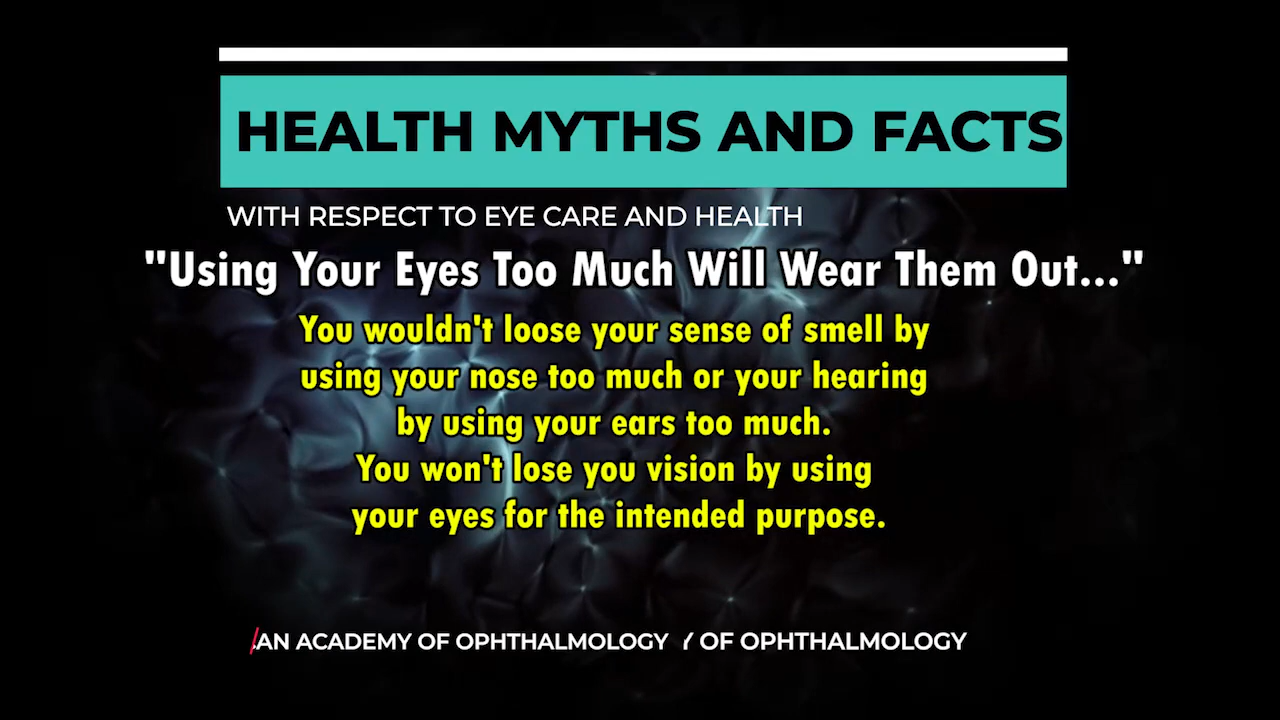 HEALTH MYTHS AND FACTS
WITH RESPECT TO EYE CARE AND HEALTH
"Using Your Eyes Too Much Will Wear Them Out..."
You wouldn't loose your sense of smell by
using your nose too much or your hearing
by using your ears too much.
You won't lose you vision by using
your eyes for the intended purpose.
AN ACADEMY OF OPHTHALMOLOGY OF OPHTHALMOLOGY